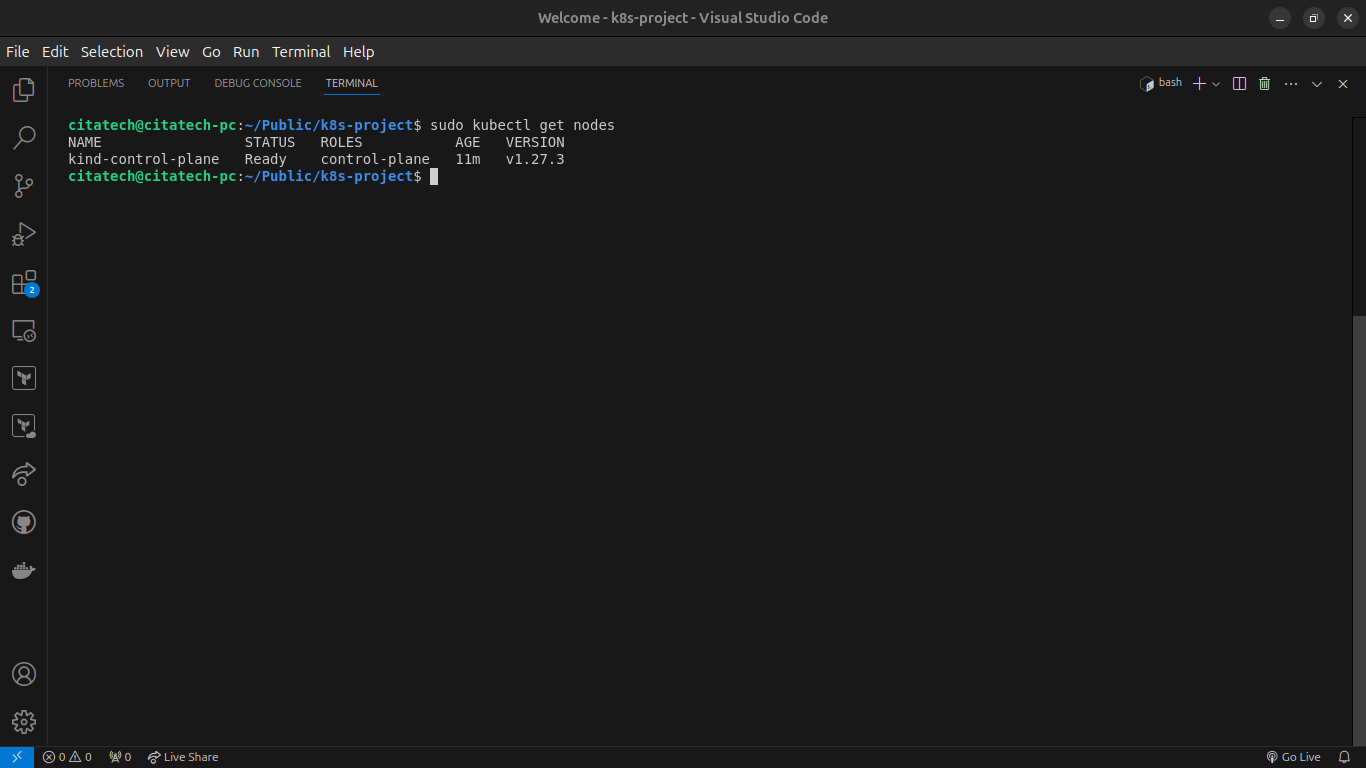 Welcome - k8s-project - Visual Studio Code
File Edit Selection View Go Run Terminal Help
PROBLEMS OUTPUT DEBUG CONSOLE TERMINAL bash
citatech@citatech-pc:~/Public/k8s-project$ sudo kubectl get nodes
NAME STATUS ROLES AGE VERSION
kind-control-plane Ready control-plane 11m v1.27.3
citatech@citatech-pc:~/Public/k8s-project$
2
0 0 0 Live Share Go Live